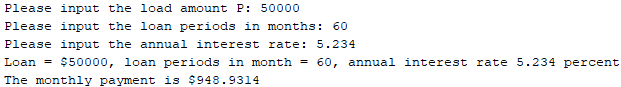 Please input the load amount P: 50000
Please input the loan periods in months: 60
Please input the annual interest rate: 5.234
Loan = $50000, loan periods in month = 60, annual interest rate 5.234 percent
The monthly payment is $948.9314